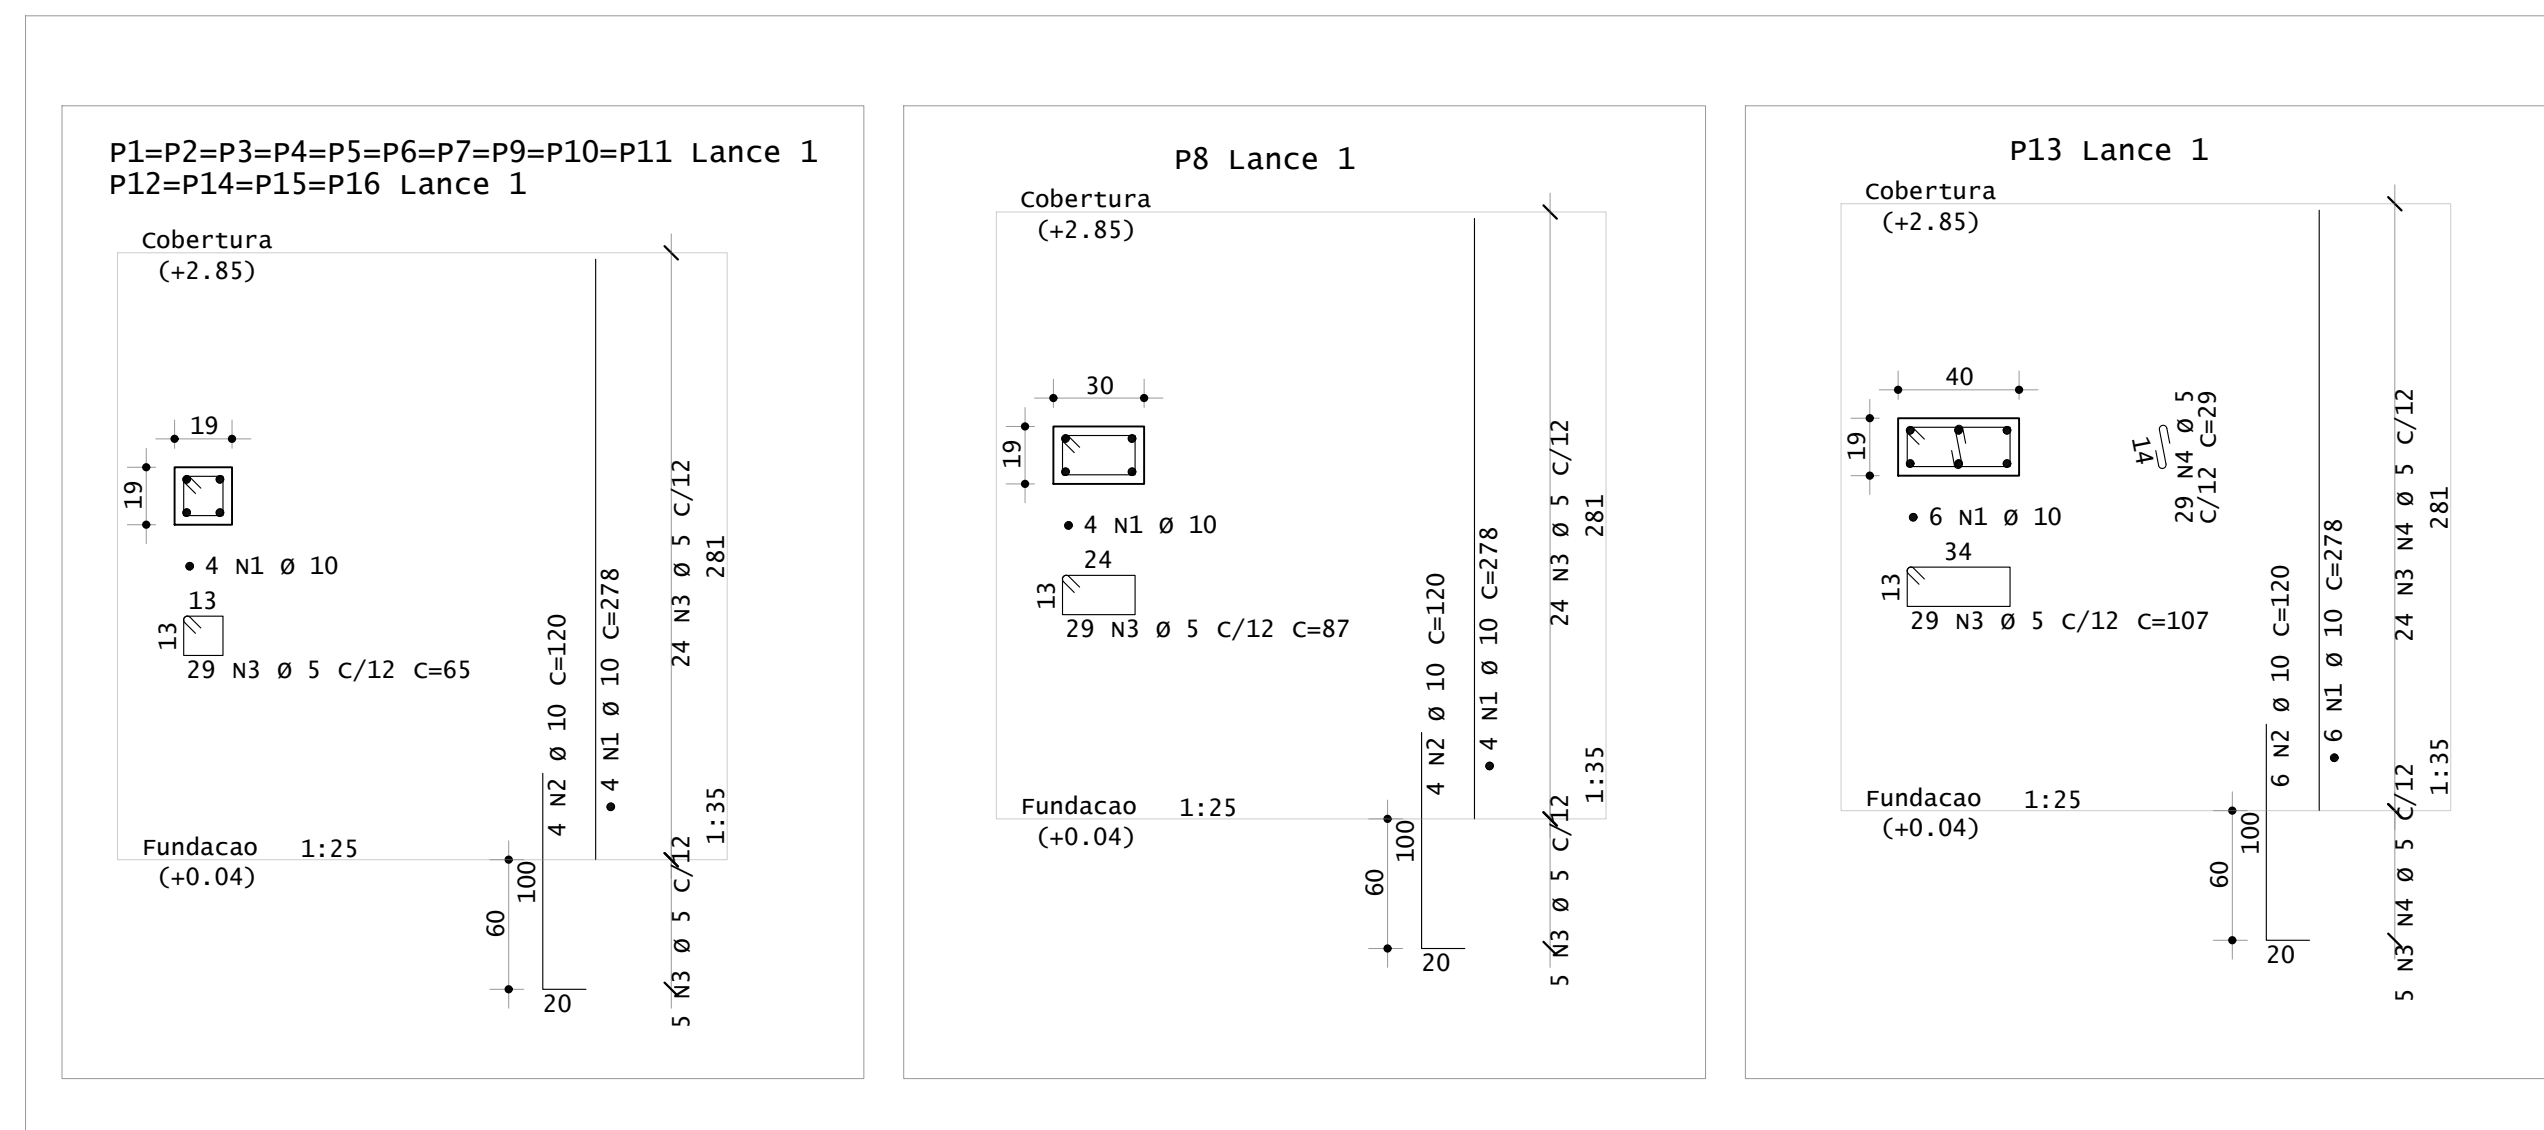 P1=P2=P3=P4=P5=P6=P7=P9=P10=P11 Lance 1
P12=P14=P15=P16 Lance 1
Cobertura
(+2.85)
19
19
4 N1 Ø 10
13
13
29 N3 Ø 5 C/12 C=65
4 N2 Ø 10 C=120
4 N1 Ø 10 C=278
24 N3 Ø 5 C/12
281
1:35
Fundacao 1:25
(+0.04)
60
100
20
5 N3 Ø 5 C/12
P8 Lance 1
Cobertura
(+2.85)
30
19
4 N1 Ø 10
24
13
29 N3 Ø 5 C/12 C=87
4 N2 Ø 10 C=120
4 N1 Ø 10 C=278
24 N3 Ø 5 C/12
281
1:35
Fundacao 1:25
(+0.04)
60
100
20
5 N3 Ø 5 C/12
P13 Lance 1
Cobertura
(+2.85)
40
19
14
29 N4 Ø 5
C/12 C=29
6 N1 Ø 10
34
13
29 N3 Ø 5 C/12 C=107
6 N2 Ø 10 C=120
6 N1 Ø 10 C=278
24 N3 N4 Ø 5 C/12
281
1:35
Fundacao 1:25
(+0.04)
60
100
20
5 N3 N4 Ø 5 C/12